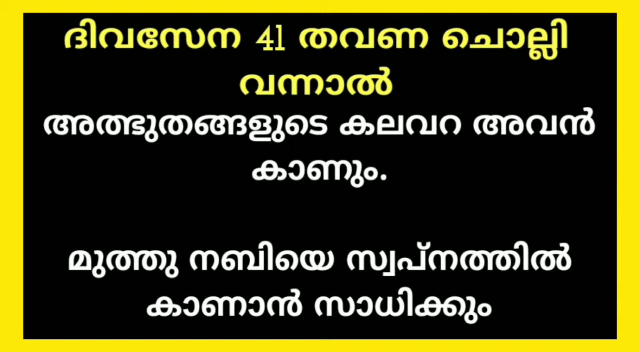 ദിവസേന 41 തവണ ചൊല്ലി
വന്നാൽ
അത്ഭുതങ്ങളുടെ കലവറ അവൻ
കാണും.
മുത്തു നബിയെ സ്വപ്നത്തിൽ
കാണാൻ സാധിക്കും